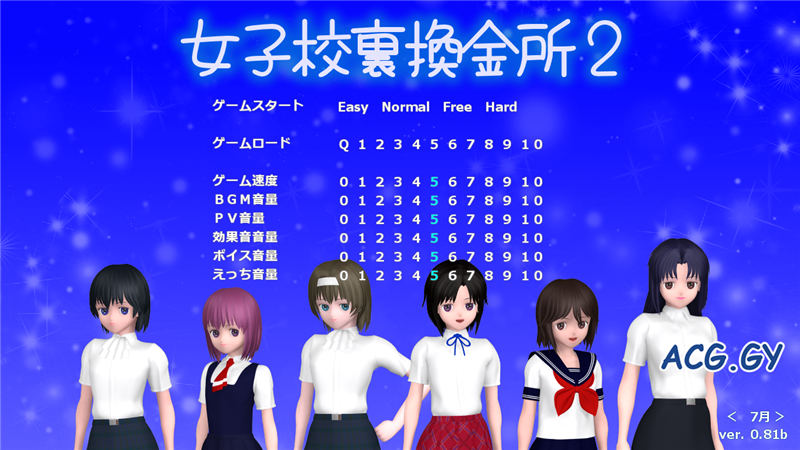 女子校裏換金所２
ゲームスタート Easy Normal Free Hard
ゲームロード Q 1 2 3 4 5 6 7 8 9 10
ゲーム速度 0 1 2 3 4 5 6 7 8 9 10
ＢＧＭ音量 0 1 2 3 4 5 6 7 8 9 10
ＰＶ音量 0 1 2 3 4 5 6 7 8 9 10
効果音音量 0 1 2 3 4 5 6 7 8 9 10
ボイス音量 0 1 2 3 4 5 6 7 8 9 10
えっち音量 0 1 2 3 4 5 6 7 8 9 10
ACG.GY
＜ 7月 ＞
ver. 0.81b